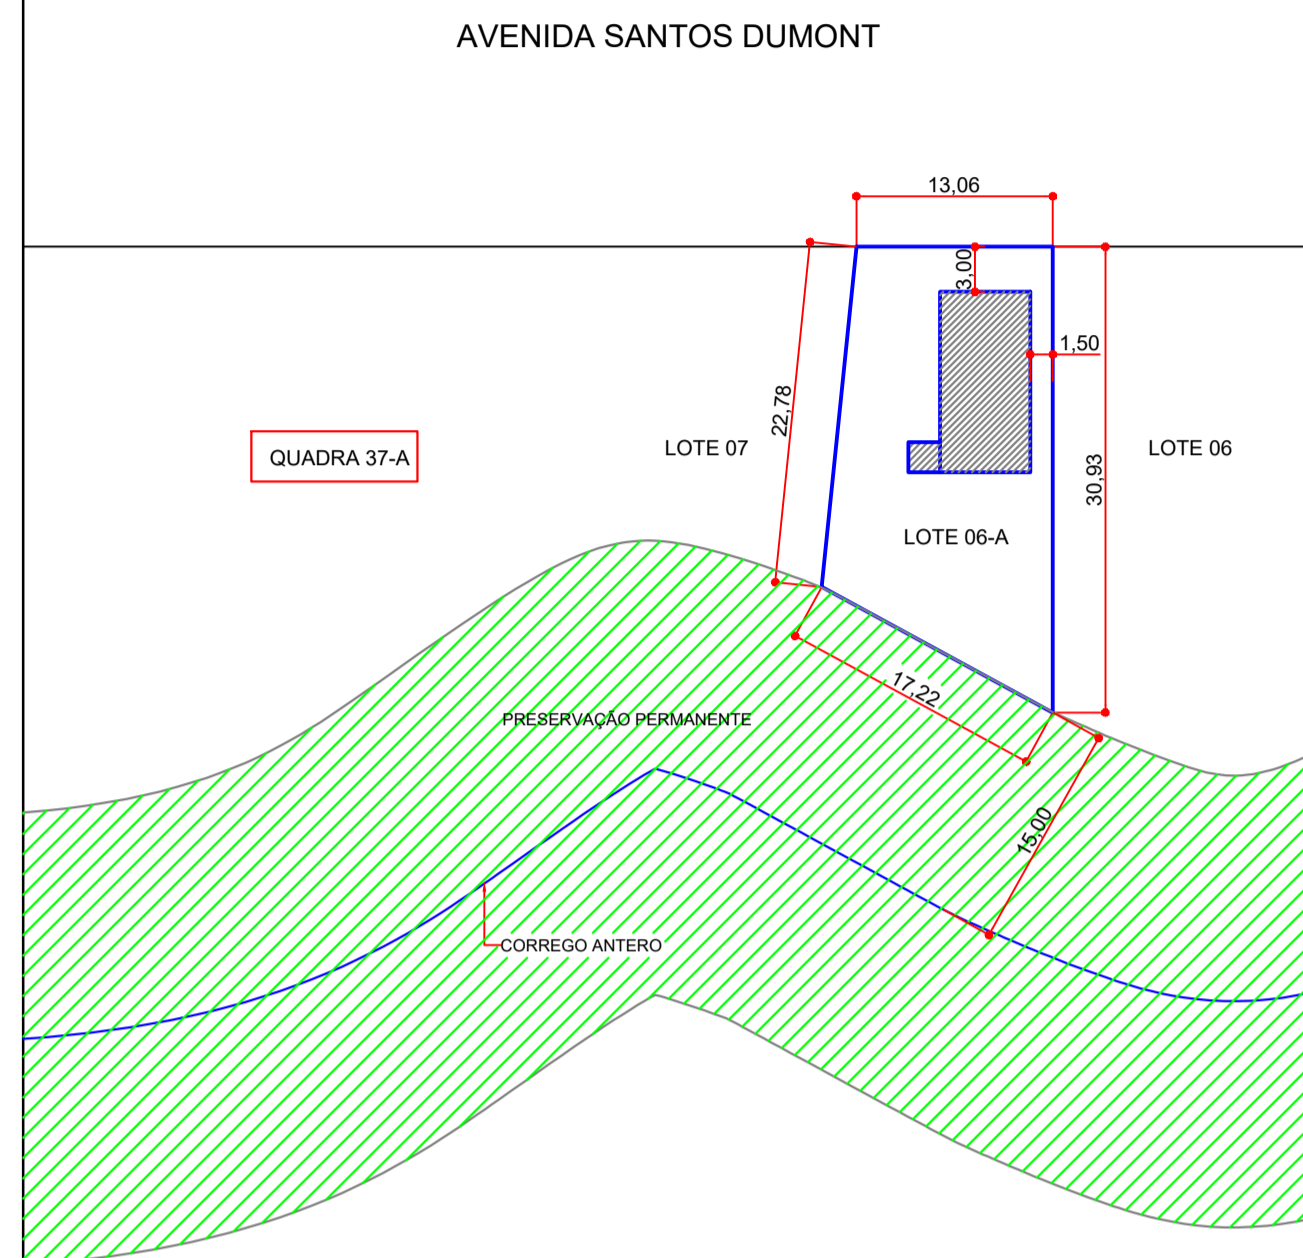 AVENIDA SANTOS DUMONT
13,06
3,00
1,50
22,78
LOTE 07
LOTE 06
QUADRA 37-A
30,93
LOTE 06-A
17,22
PRESERVAÇÃO PERMANENTE
15,00
CORREGO ANTERO